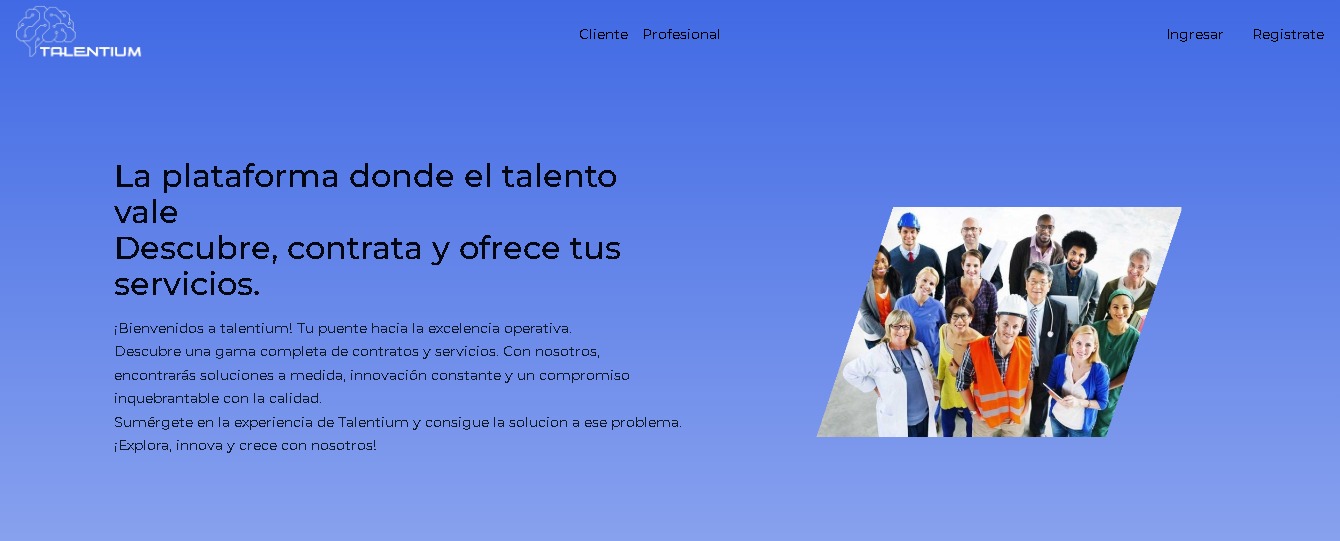 TALENTIUM
Cliente Profesional
Ingresar Registrate
La plataforma donde el talento
vale
Descubre, contrata y ofrece tus
servicios.
¡Bienvenidos a talentium! Tu puente hacia la excelencia operativa.
Descubre una gama completa de contratos y servicios. Con nosotros,
encontrarás soluciones a medida, innovación constante y un compromiso
inquebrantable con la calidad.
Sumérgete en la experiencia de Talentium y consigue la solucion a ese problema.
¡Explora, innova y crece con nosotros!